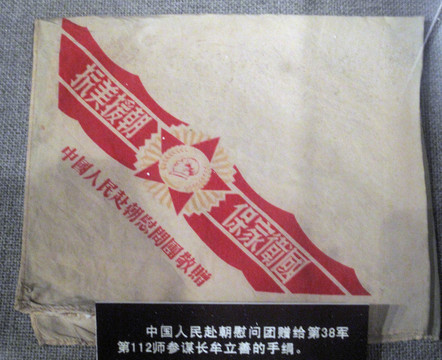 抗美援朝
保家衛國
中國人民赴朝慰問團敬贈
中国人民赴朝慰问团赠给第38军
第112师参谋长牟立善的手绢。